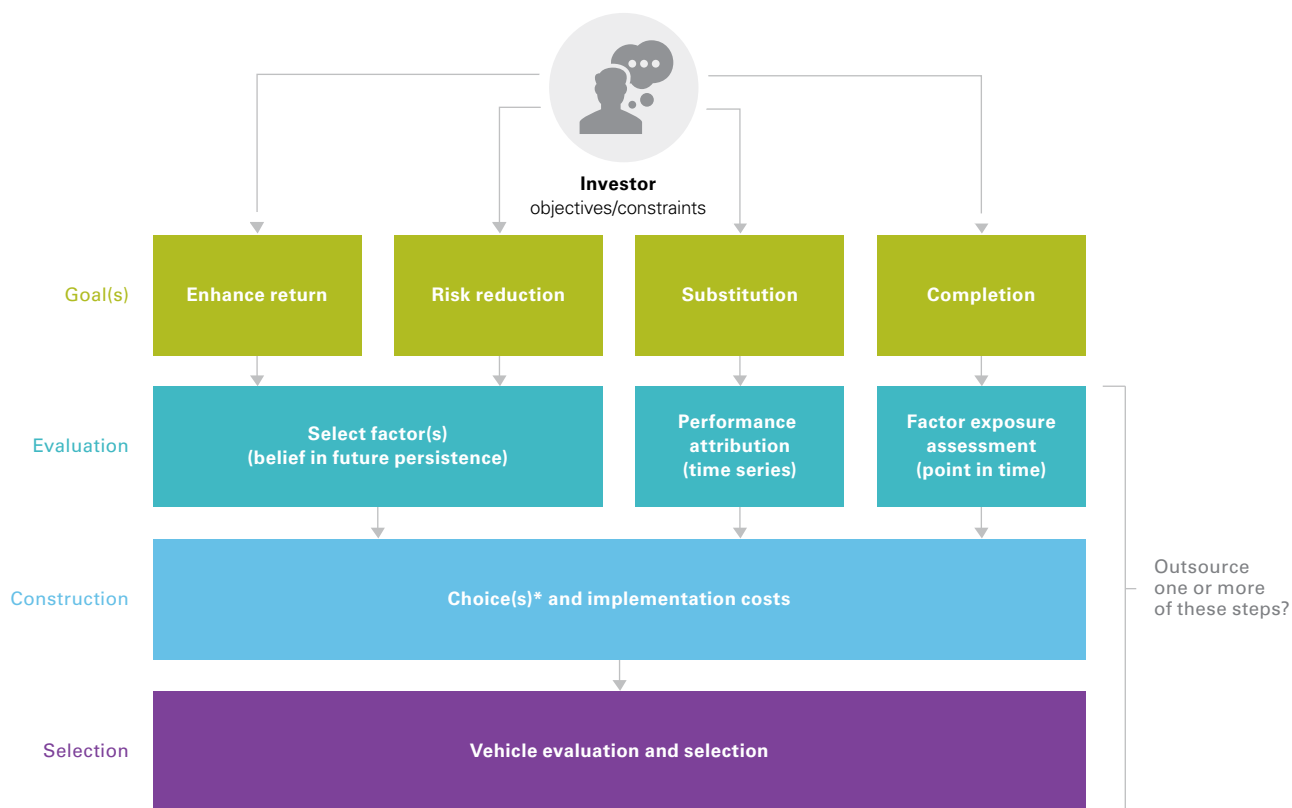 Investor
objectives/constraints
Goal(s)
Enhance return
Risk reduction
Substitution
Completion
Evaluation
Select factor(s)
(belief in future persistence)
Performance
attribution
(time series)
Factor exposure
assessment
(point in time)
Construction
Choice(s)* and implementation costs
Outsource
one or more
of these steps?
Selection
Vehicle evaluation and selection